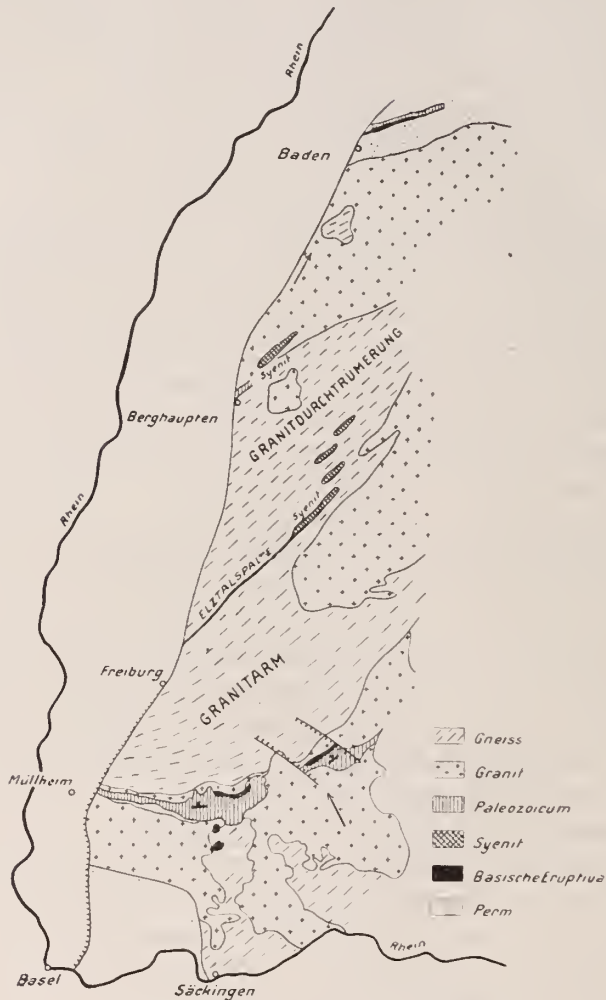 Rhein
Baden
Syenit
GRANITDURCHTRÜMERUNG
Berghaupten
Rhein
Syenit
ELZTALSPALTE
Freiburg
GRANITARM
Müllheim
Gneiss
Granit
Paleozoicum
Syenit
Basische Eruptiva
Perm
Rhein
Basel
Säckingen